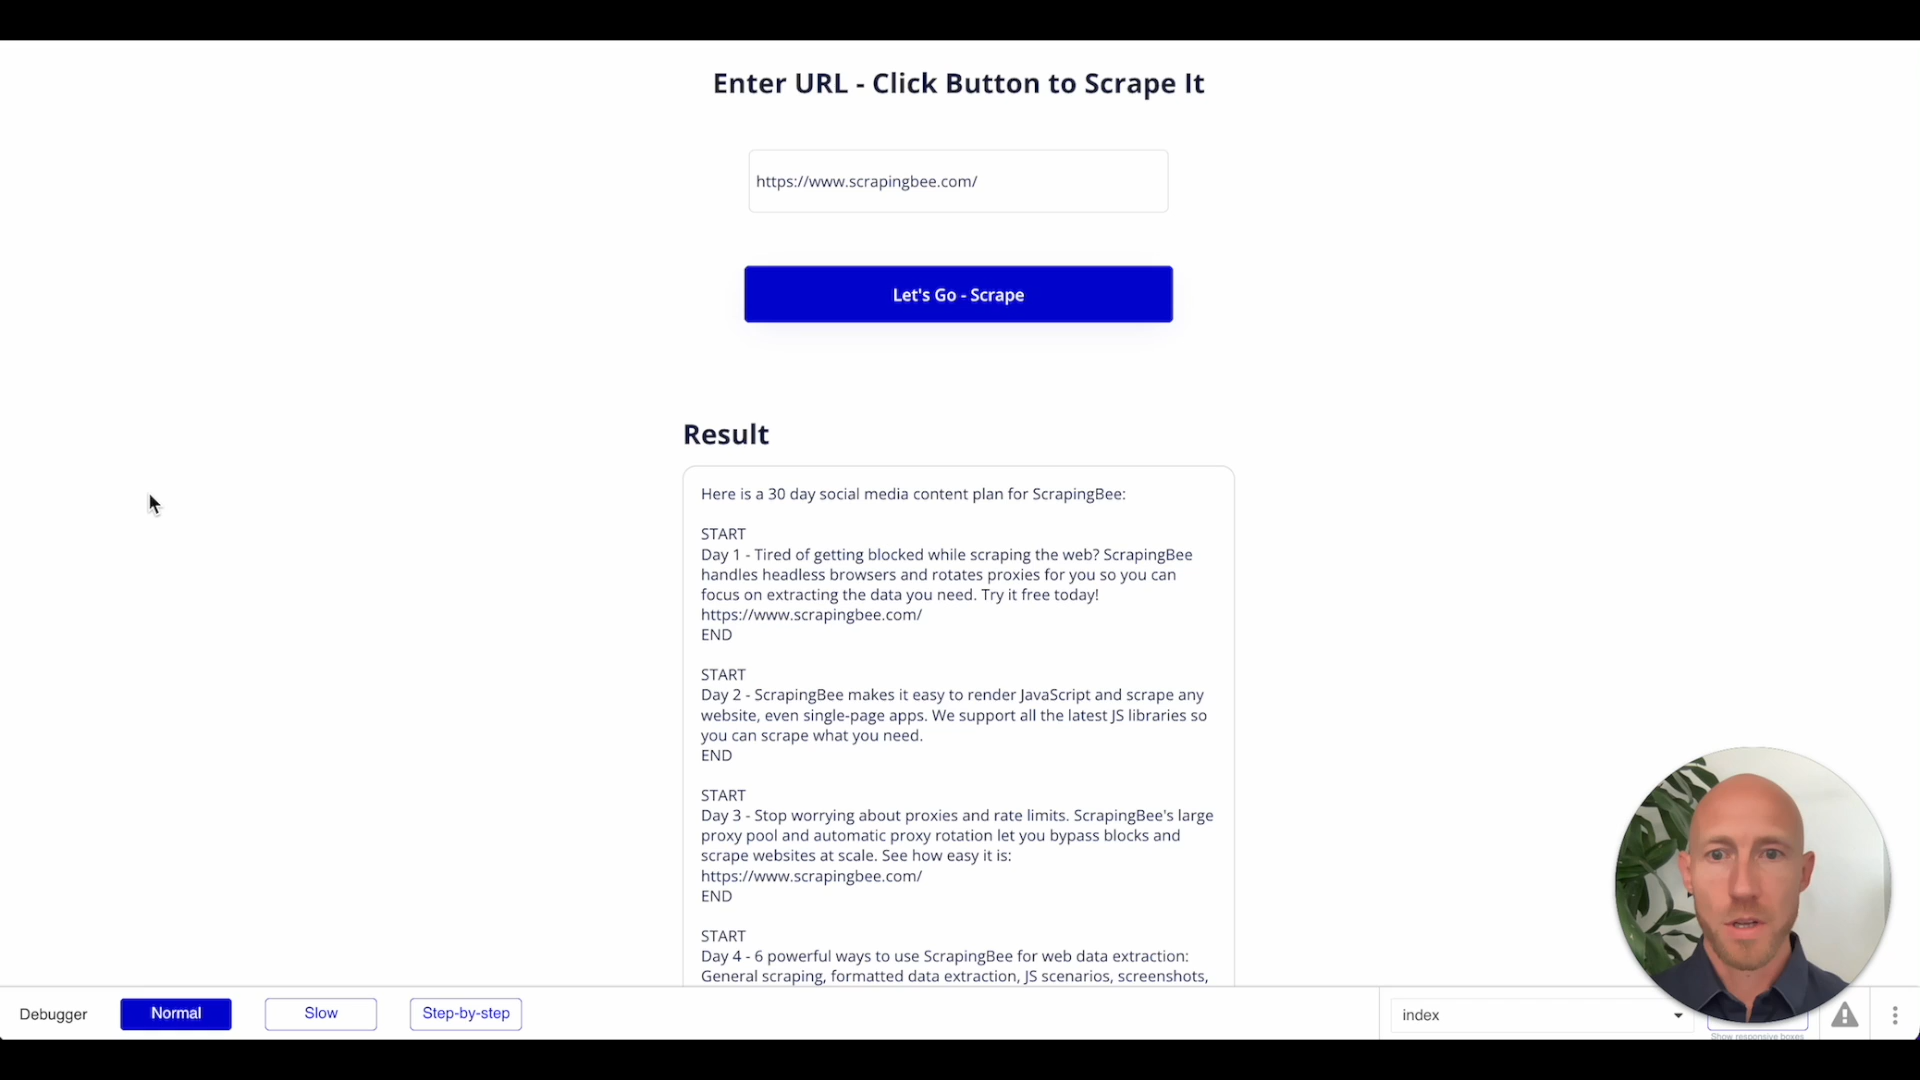 Enter URL - Click Button to Scrape It
https://www.scrapingbee.com/
Let's Go - Scrape
Result
Here is a 30 day social media content plan for ScrapingBee:
START
Day 1 - Tired of getting blocked while scraping the web? ScrapingBee
handles headless browsers and rotates proxies for you so you can
focus on extracting the data you need. Try it free today!
https://www.scrapingbee.com/
END
START
Day 2 - ScrapingBee makes it easy to render JavaScript and scrape any
website, even single-page apps. We support all the latest JS libraries so
you can scrape what you need.
END
START
Day 3 - Stop worrying about proxies and rate limits. ScrapingBee's large
proxy pool and automatic proxy rotation let you bypass blocks and
scrape websites at scale. See how easy it is:
https://www.scrapingbee.com/
END
START
Day 4 - 6 powerful ways to use ScrapingBee for web data extraction:
General scraping, formatted data extraction, JS scenarios, screenshots,
Debugger
Normal
Slow
Step-by-step
index
Show responsive boxes